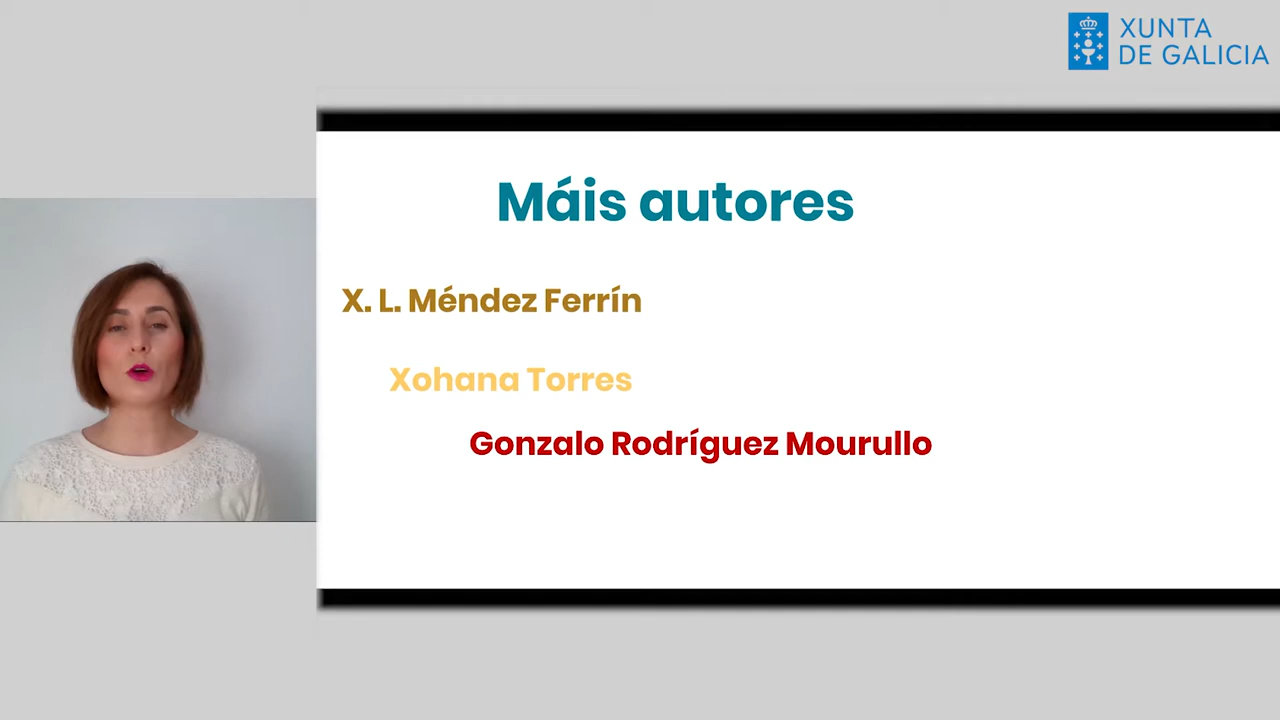 XUNTA
DE GALICIA
Máis autores
X. L. Méndez Ferrín
Xohana Torres
Gonzalo Rodríguez Mourullo